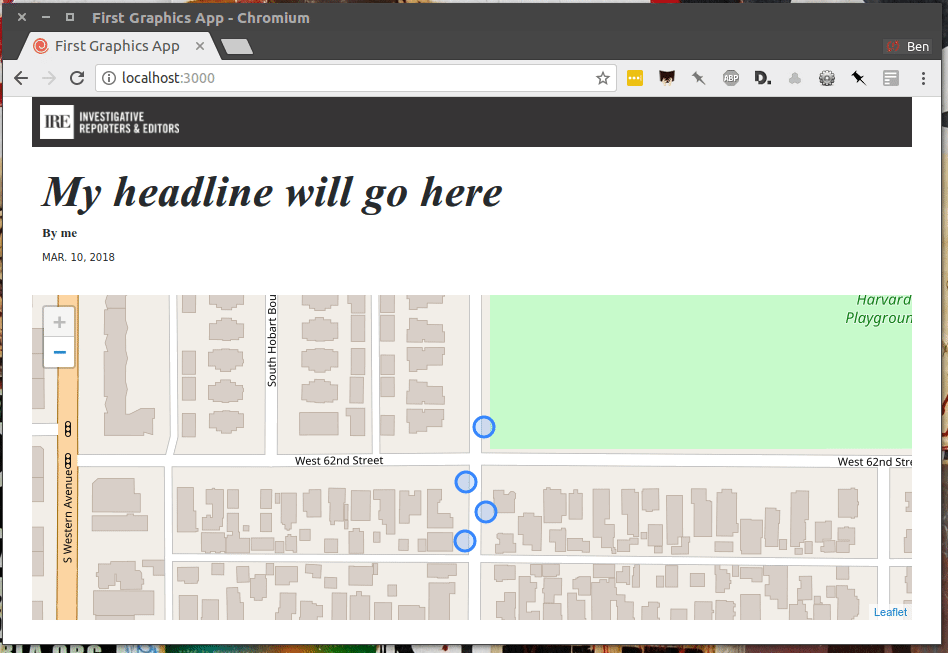 First Graphics App - Chromium
First Graphics App
Ben
localhost:3000
ABP
D.
IRE
INVESTIGATIVE
REPORTERS & EDITORS
My headline will go here
By me
MAR. 10, 2018
+
−
South Hobart Bou
Harvard
Playgroun
West 62nd Street
West 62nd Stre
S Western Avenue
Leaflet